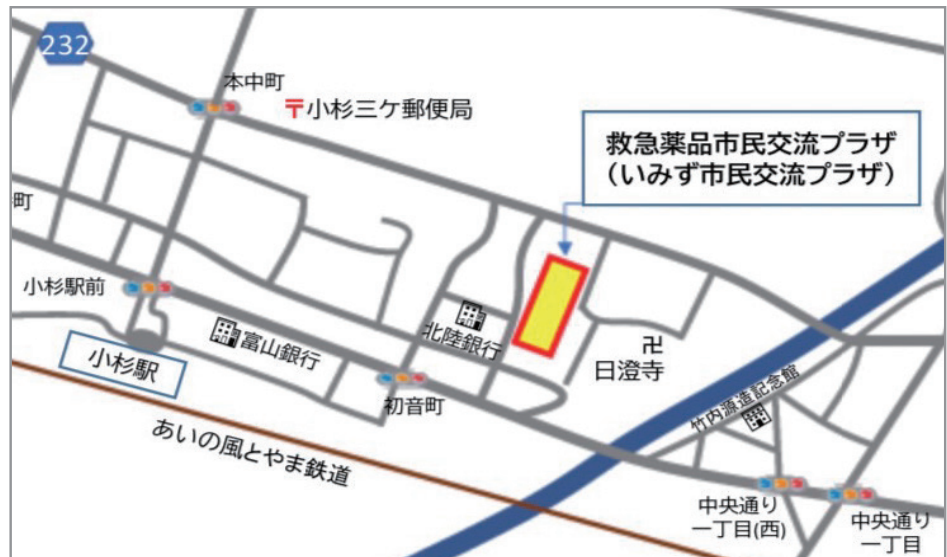 232
本中町
〒小杉三ケ郵便局
救急薬品市民交流プラザ
(いみず市民交流プラザ)
町
小杉駅前
富山銀行
北陸銀行
卍
日澄寺
小杉駅
初音町
竹内源造記念館
あいの風とやま鉄道
中央通り
一丁目(西)
中央通り
一丁目